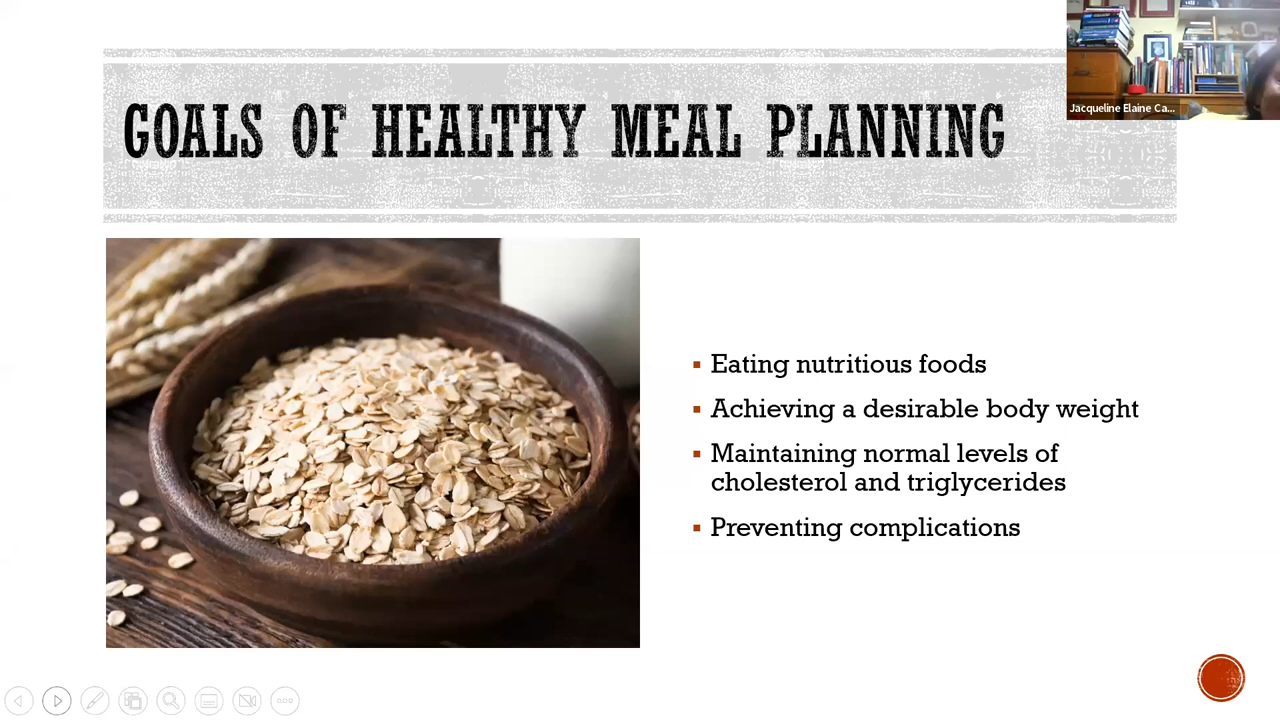 GOALS OF HEALTHY MEAL PLANNING
Jacqueline Elaine Ca...
Eating nutritious foods
Achieving a desirable body weight
Maintaining normal levels of
cholesterol and triglycerides
Preventing complications